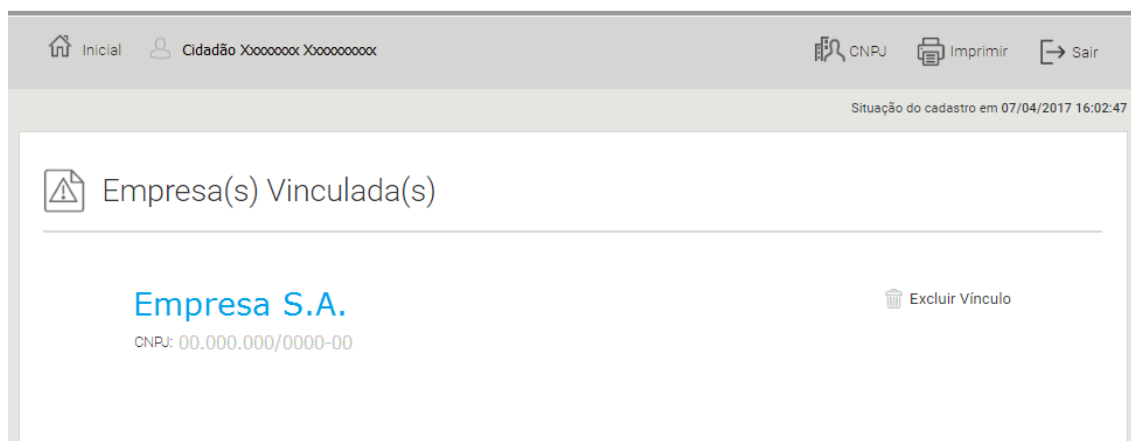 Inicial Cidadão Xxxxxxxx Xxxxxxxxxx CNPJ Imprimir Sair
Situação do cadastro em 07/04/2017 16:02:47
Empresa(s) Vinculada(s)
Empresa S.A. Excluir Vínculo
CNPJ: 00.000.000/0000-00